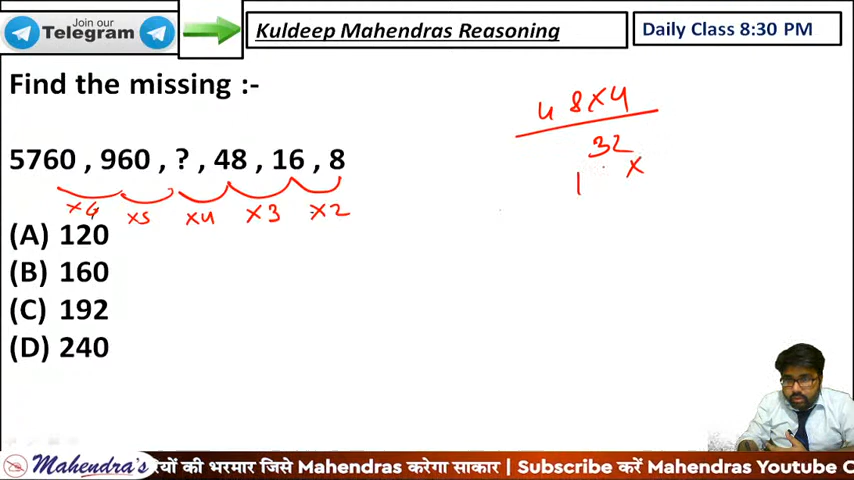 Join our
Telegram
Kuldeep Mahendras Reasoning
Daily Class 8:30 PM
Find the missing :-
48×4
32
1 ×
5760 , 960 , ? , 48 , 16 , 8
×6 ×5 ×4 ×3 ×2
(A) 120
(B) 160
(C) 192
(D) 240
Mahendra's
यों की भरमार जिसे Mahendras करेगा साकार | Subscribe करें Mahendras Youtube C